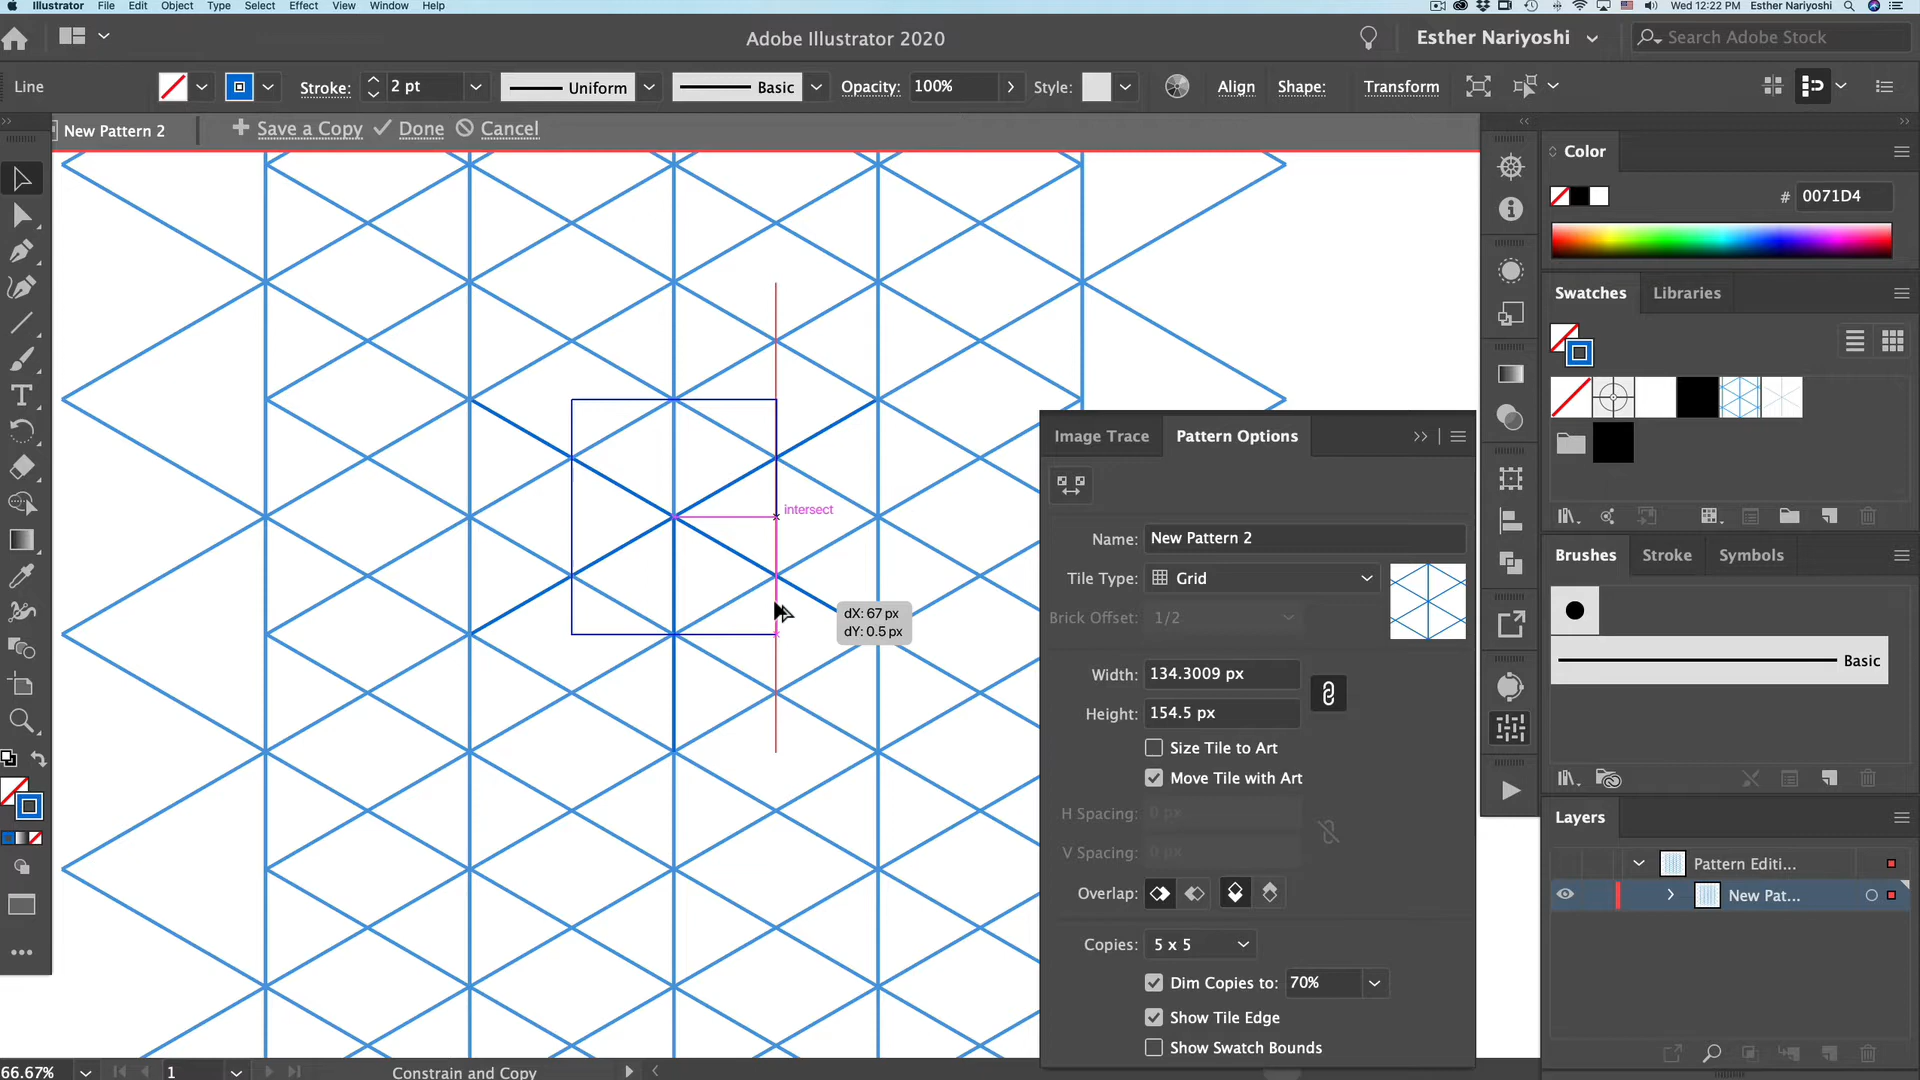 Illustrator File Edit Object Type Select Effect View Window Help Wed 12:22 PM Esther Nariyoshi
Adobe Illustrator 2020
Esther Nariyoshi
Search Adobe Stock
Line
Stroke: 2 pt Uniform Basic Opacity: 100% Style: Align Shape: Transform
New Pattern 2
Save a Copy Done Cancel
Color
# 0071D4
Swatches Libraries
Image Trace Pattern Options
intersect
Name: New Pattern 2
Tile Type: Grid
Brick Offset: 1/2
dX: 67 px
dY: 0.5 px
Width: 134.3009 px
Height: 154.5 px
Size Tile to Art
Move Tile with Art
H Spacing: 0 px
V Spacing: 0 px
Overlap:
Copies: 5 x 5
Dim Copies to: 70%
Show Tile Edge
Show Swatch Bounds
Brushes Stroke Symbols
Basic
Layers
Pattern Editi...
New Pat...
66.67% 1 Constrain and Copy